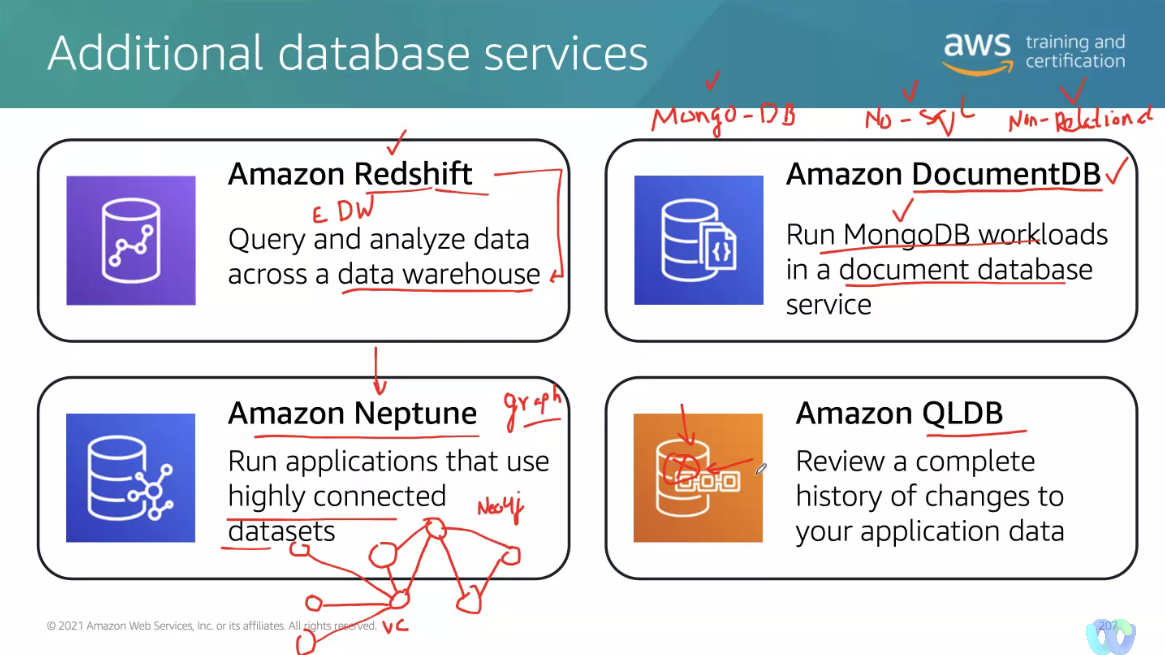 Additional database services
aws training and
certification
Mongo-DB No-Sql Non-Relational
Amazon Redshift
EDW
Query and analyze data
across a data warehouse
Amazon DocumentDB
Run MongoDB workloads
in a document database
service
Amazon Neptune
graph
Run applications that use
highly connected
datasets
Neo4j
VC
Amazon QLDB
Review a complete
history of changes to
your application data
© 2021 Amazon Web Services, Inc. or its affiliates. All rights reserved.
207